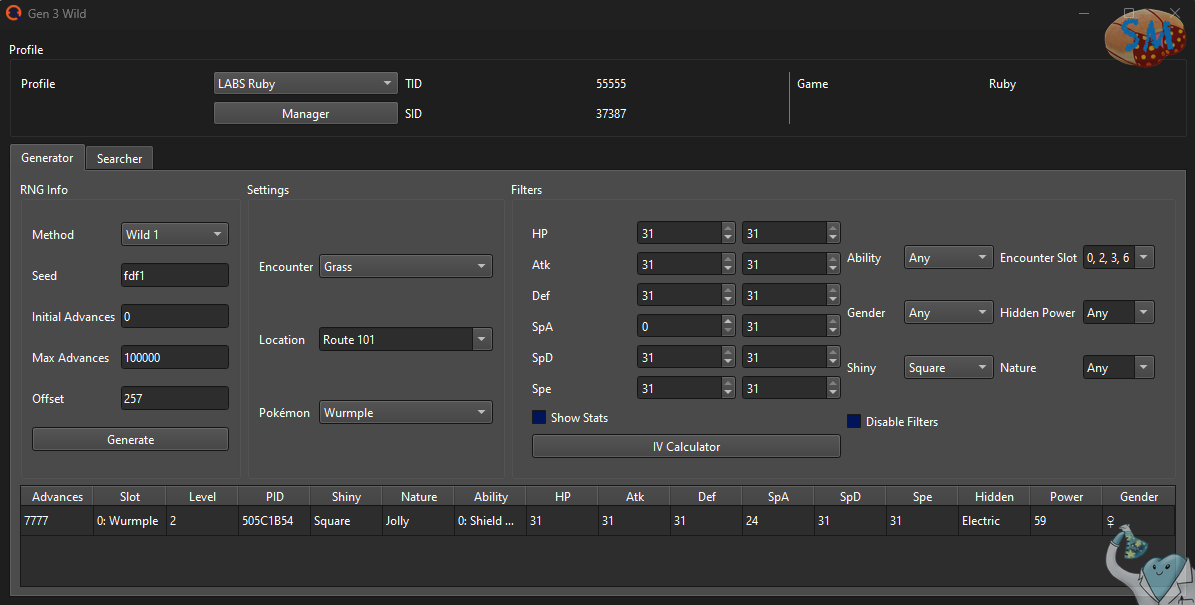 Gen 3 Wild
SM
Profile
Profile LABS Ruby TID 55555 Game Ruby
Manager SID 37387
Generator Searcher
RNG Info Settings Filters
Method Wild 1
Seed fdf1
Initial Advances 0
Max Advances 100000
Offset 257
Generate
Encounter Grass
Location Route 101
Pokémon Wurmple
HP 31 31
Atk 31 31
Def 31 31
SpA 0 31
SpD 31 31
Spe 31 31
Show Stats
IV Calculator
Ability Any Encounter Slot 0, 2, 3, 6
Gender Any Hidden Power Any
Shiny Square Nature Any
Disable Filters
Advances Slot Level PID Shiny Nature Ability HP Atk Def SpA SpD Spe Hidden Power Gender
7777 0: Wurmple 2 505C1B54 Square Jolly 0: Shield ... 31 31 31 24 31 31 Electric 59 ♀